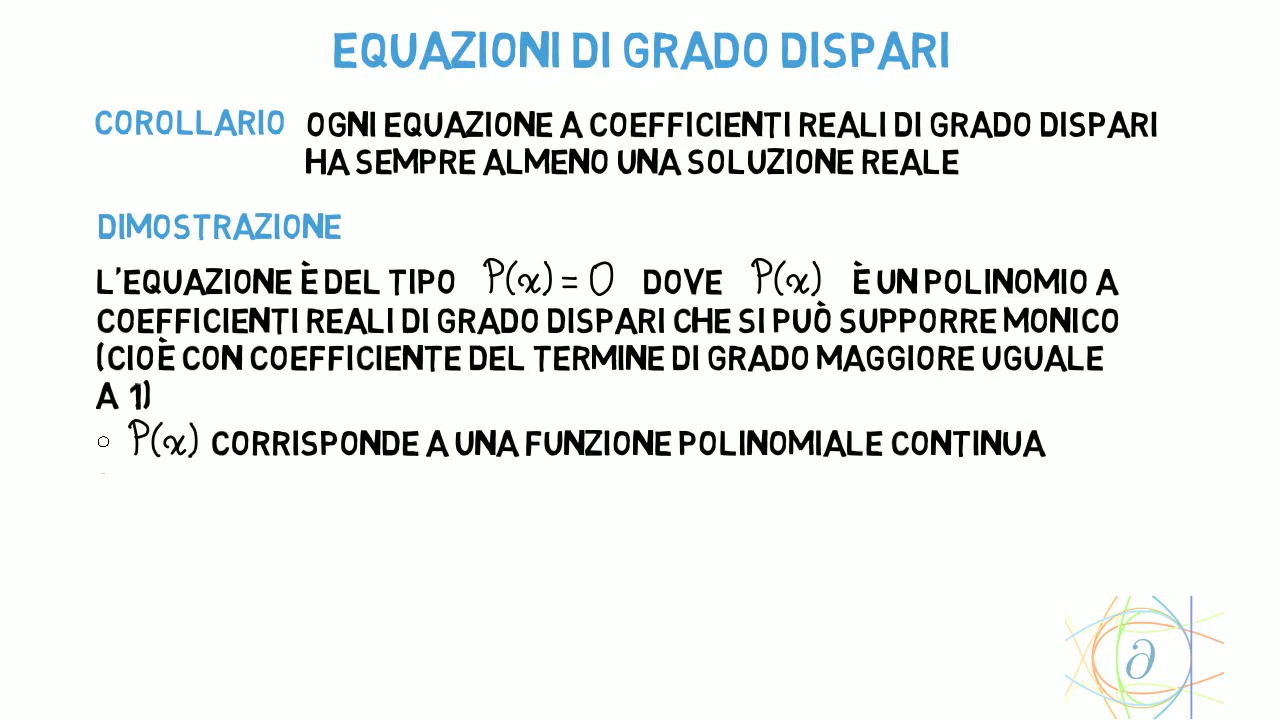 EQUAZIONI DI GRADO DISPARI
COROLLARIO OGNI EQUAZIONE A COEFFICIENTI REALI DI GRADO DISPARI
HA SEMPRE ALMENO UNA SOLUZIONE REALE
DIMOSTRAZIONE
L'EQUAZIONE È DEL TIPO P(x) = 0 DOVE P(x) È UN POLINOMIO A
COEFFICIENTI REALI DI GRADO DISPARI CHE SI PUÒ SUPPORRE MONICO
(CIOÈ CON COEFFICIENTE DEL TERMINE DI GRADO MAGGIORE UGUALE
A 1)
○ P(x) CORRISPONDE A UNA FUNZIONE POLINOMIALE CONTINUA
∂